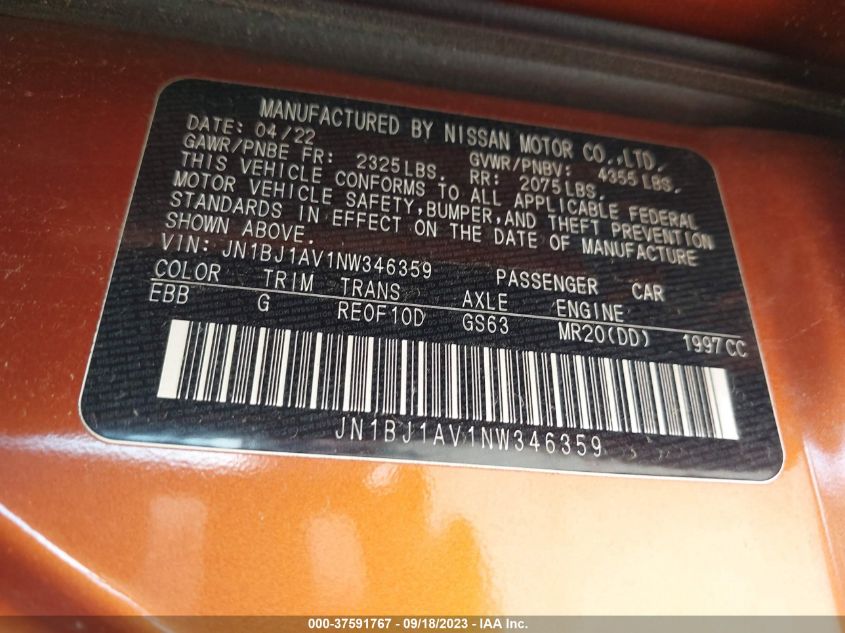 MANUFACTURED BY NISSAN MOTOR CO.,LTD.
DATE: 04/22 GVWR/PNBV: 4355 LBS.
GAWR/PNBE FR: 2325LBS. RR: 2075LBS.
THIS VEHICLE CONFORMS TO ALL APPLICABLE FEDERAL
MOTOR VEHICLE SAFETY,BUMPER,AND THEFT PREVENTION
STANDARDS IN EFFECT ON THE DATE OF MANUFACTURE
SHOWN ABOVE.
VIN: JN1BJ1AV1NW346359 PASSENGER CAR
COLOR TRIM TRANS AXLE ENGINE
EBB G RE0F10D GS63 MR20(DD) 1997CC
JN1BJ1AV1NW346359
000-37591767 - 09/18/2023 - IAA Inc.